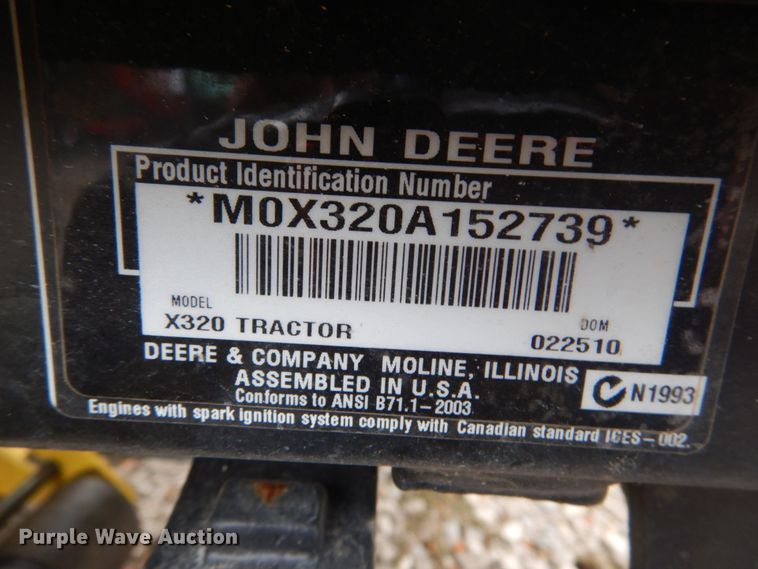 JOHN DEERE
Product Identification Number
*M0X320A152739*
MODEL
X320 TRACTOR
DOM
022510
DEERE & COMPANY MOLINE, ILLINOIS
ASSEMBLED IN U.S.A.
Conforms to ANSI B71.1-2003
N1993
Engines with spark ignition system comply with Canadian standard ICES-002.
Purple Wave Auction®